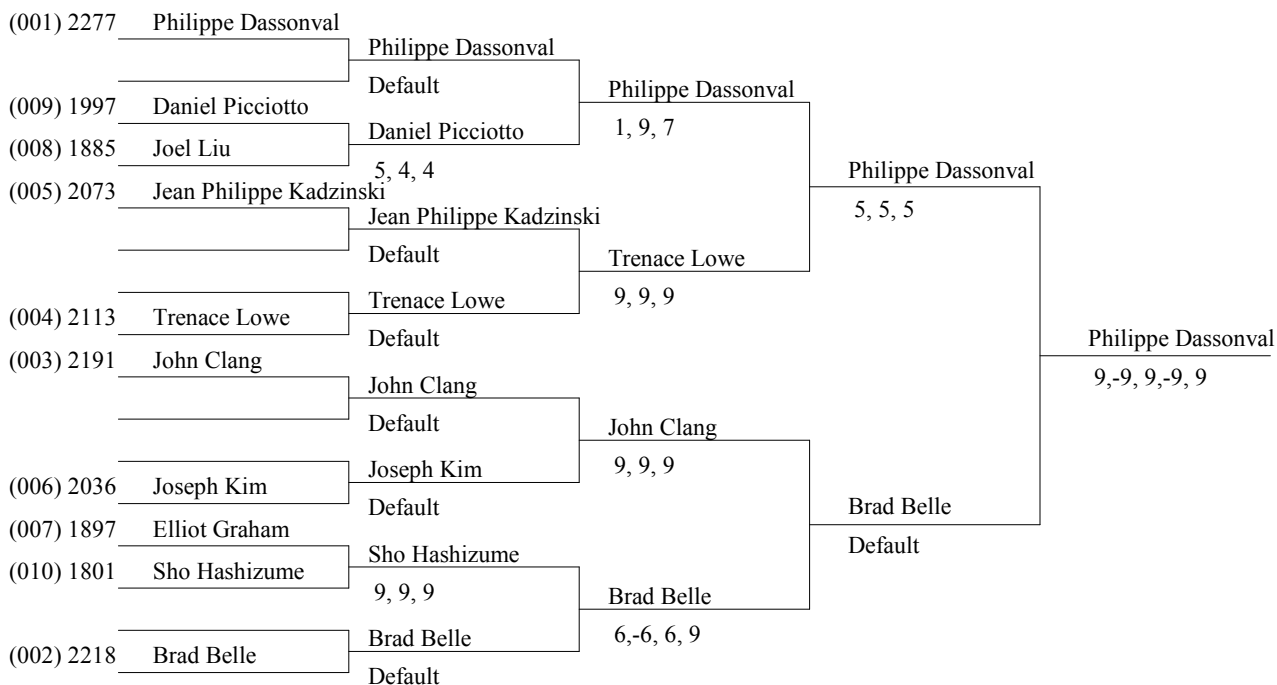 (001) 2277 Philippe Dassonval
Philippe Dassonval
Default
Philippe Dassonval
(009) 1997 Daniel Picciotto
1, 9, 7
Daniel Picciotto
(008) 1885 Joel Liu
5, 4, 4
Philippe Dassonval
(005) 2073 Jean Philippe Kadzinski
5, 5, 5
Jean Philippe Kadzinski
Default
Trenace Lowe
9, 9, 9
Trenace Lowe
(004) 2113 Trenace Lowe
Default
Philippe Dassonval
(003) 2191 John Clang
9,-9, 9,-9, 9
John Clang
Default
John Clang
9, 9, 9
Joseph Kim
(006) 2036 Joseph Kim
Default
Brad Belle
(007) 1897 Elliot Graham
Default
Sho Hashizume
(010) 1801 Sho Hashizume
9, 9, 9
Brad Belle
6,-6, 6, 9
Brad Belle
(002) 2218 Brad Belle
Default